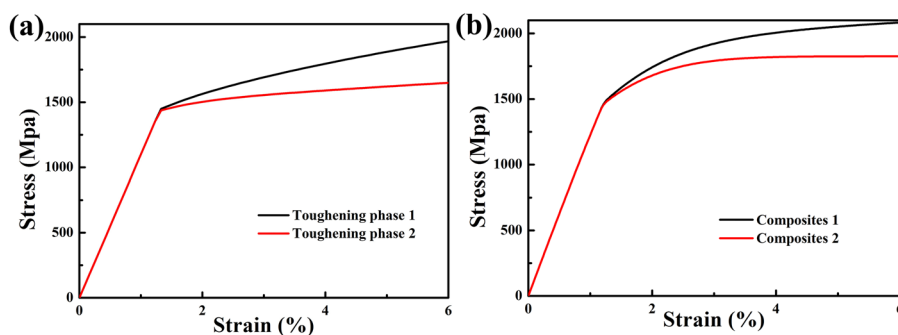 (a)
2000
1500
1000
500
0
0
2
4
6
Stress (Mpa)
Strain (%)
Toughening phase 1
Toughening phase 2
(b)
2000
1500
1000
500
0
0
2
4
6
Stress (Mpa)
Strain (%)
Composites 1
Composites 2